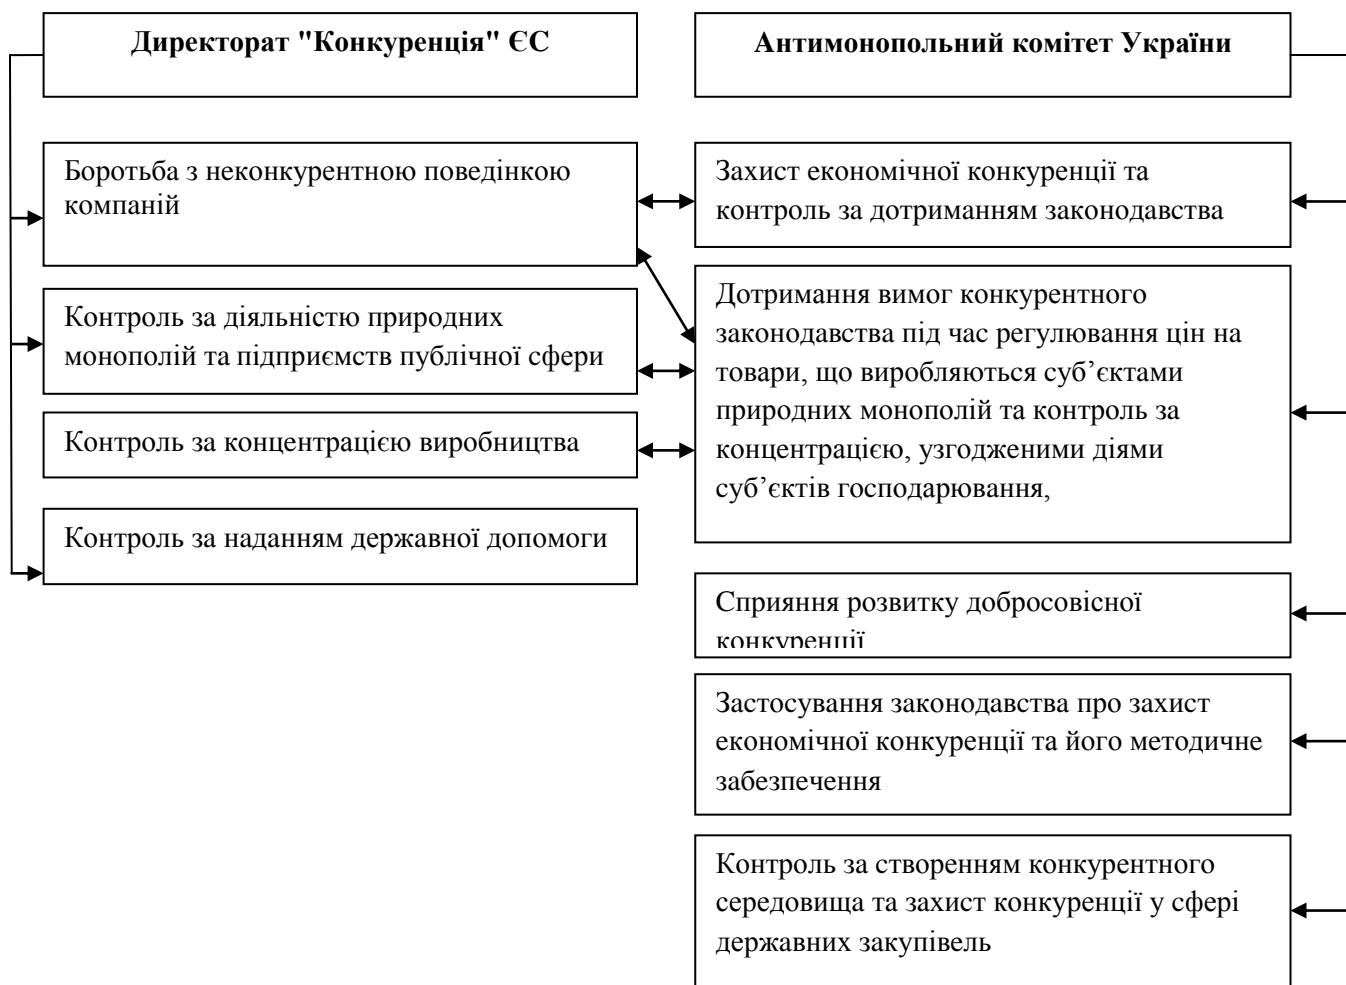 Директорат "Конкуренція" ЄС
Антимонопольний комітет України
Боротьба з неконкурентною поведінкою
компаній
Контроль за діяльністю природних
монополій та підприємств публічної сфери
Контроль за концентрацією виробництва
Контроль за наданням державної допомоги
Захист економічної конкуренції та
контроль за дотриманням законодавства
Дотримання вимог конкурентного
законодавства під час регулювання цін на
товари, що виробляються суб’єктами
природних монополій та контроль за
концентрацією, узгодженими діями
суб’єктів господарювання,
Сприяння розвитку добросовісної
конкуренції
Застосування законодавства про захист
економічної конкуренції та його методичне
забезпечення
Контроль за створенням конкурентного
середовища та захист конкуренції у сфері
державних закупівель